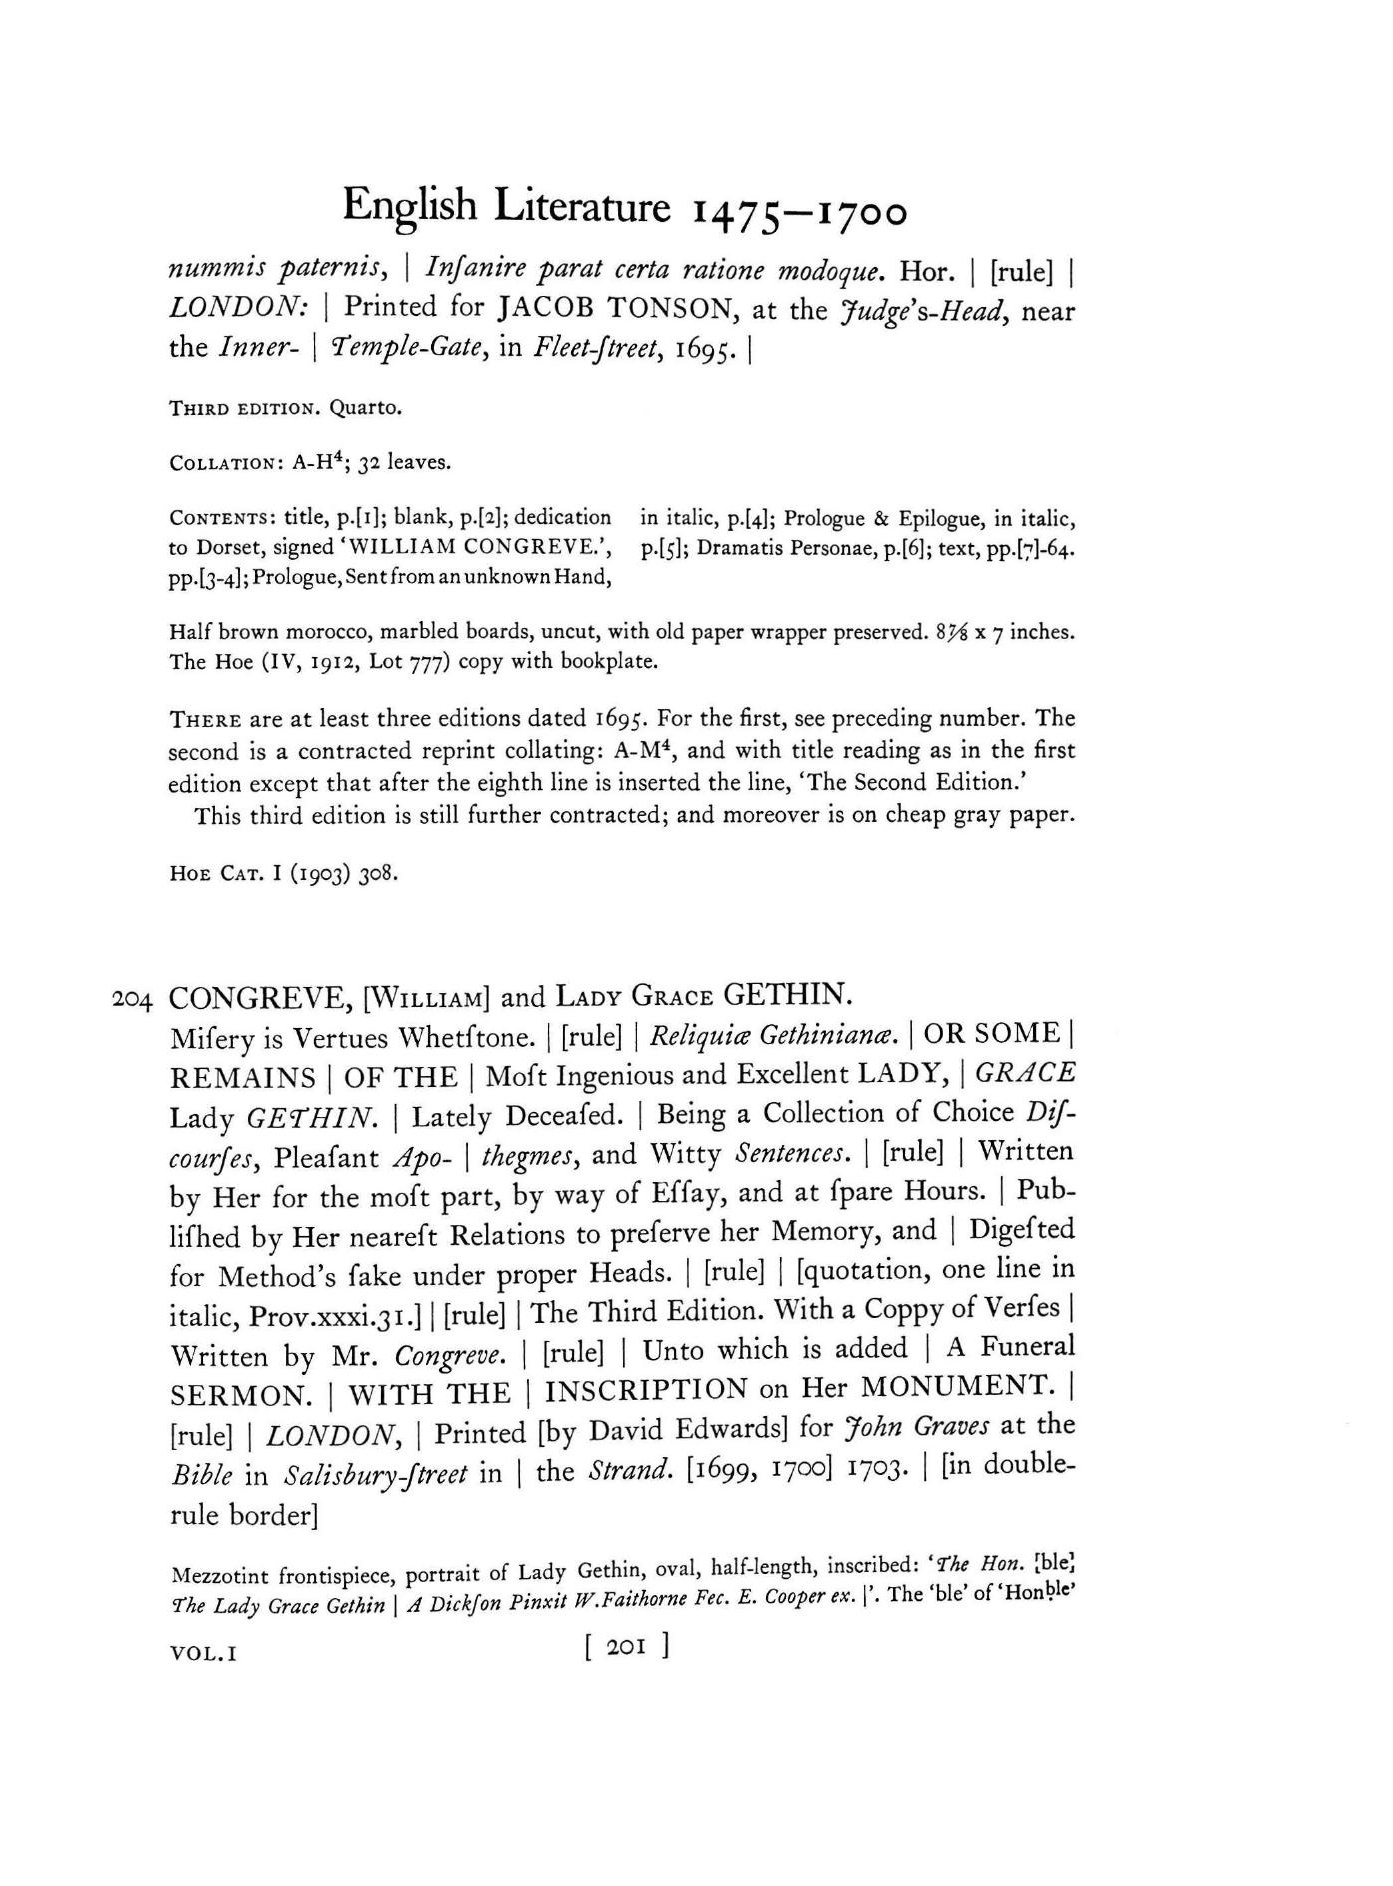 English Literature 1475–1700
nummis paternis, | Inſanire parat certa ratione modoque. Hor. | [rule] |
LONDON: | Printed for JACOB TONSON, at the Judge's-Head, near
the Inner- | Temple-Gate, in Fleet-ſtreet, 1695. |
THIRD EDITION. Quarto.
COLLATION: A-H⁴; 32 leaves.
CONTENTS: title, p.[1]; blank, p.[2]; dedication
to Dorset, signed ‘WILLIAM CONGREVE.’,
pp.[3-4]; Prologue, Sent from an unknown Hand,
in italic, p.[4]; Prologue & Epilogue, in italic,
p.[5]; Dramatis Personae, p.[6]; text, pp.[7]-64.
Half brown morocco, marbled boards, uncut, with old paper wrapper preserved. 8⅞ x 7 inches.
The Hoe (IV, 1912, Lot 777) copy with bookplate.
THERE are at least three editions dated 1695. For the first, see preceding number. The
second is a contracted reprint collating: A-M⁴, and with title reading as in the first
edition except that after the eighth line is inserted the line, ‘The Second Edition.’
This third edition is still further contracted; and moreover is on cheap gray paper.
HOE CAT. I (1903) 308.
204 CONGREVE, [WILLIAM] and LADY GRACE GETHIN.
Miſery is Vertues Whetſtone. | [rule] | Reliquiæ Gethinianæ. | OR SOME |
REMAINS | OF THE | Moſt Ingenious and Excellent LADY, | GRACE
Lady GETHIN. | Lately Deceaſed. | Being a Collection of Choice Diſ-
courſes, Pleaſant Apo- | thegmes, and Witty Sentences. | [rule] | Written
by Her for the moſt part, by way of Eſſay, and at ſpare Hours. | Pub-
liſhed by Her neareſt Relations to preſerve her Memory, and | Digeſted
for Method's ſake under proper Heads. | [rule] | [quotation, one line in
italic, Prov.xxxi.31.] | [rule] | The Third Edition. With a Coppy of Verſes |
Written by Mr. Congreve. | [rule] | Unto which is added | A Funeral
SERMON. | WITH THE | INSCRIPTION on Her MONUMENT. |
[rule] | LONDON, | Printed [by David Edwards] for John Graves at the
Bible in Salisbury-ſtreet in | the Strand. [1699, 1700] 1703. | [in double-
rule border]
Mezzotint frontispiece, portrait of Lady Gethin, oval, half-length, inscribed: ‘The Hon. [ble]
The Lady Grace Gethin | A Dickſon Pinxit W.Faithorne Fec. E. Cooper ex. |’. The ‘ble’ of ‘Hon.ble’
VOL.I
[ 201 ]